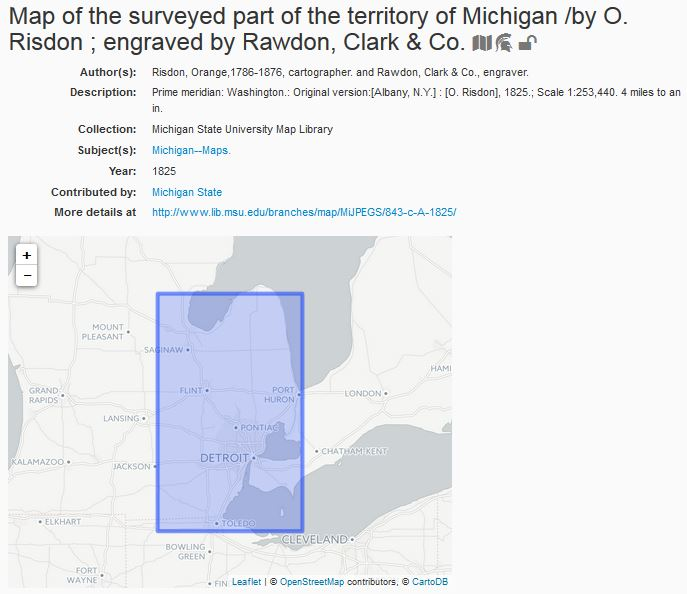 Map of the surveyed part of the territory of Michigan /by O.
Risdon ; engraved by Rawdon, Clark & Co.
Author(s): Risdon, Orange,1786-1876, cartographer. and Rawdon, Clark & Co., engraver.
Description: Prime meridian: Washington.: Original version:[Albany, N.Y.] : [O. Risdon], 1825.; Scale 1:253,440. 4 miles to an
in.
Collection: Michigan State University Map Library
Subject(s): Michigan--Maps.
Year: 1825
Contributed by: Michigan State
More details at http://www.lib.msu.edu/branches/map/MiJPEGS/843-c-A-1825/
+
−
MOUNT
PLEASANT
SAGINAW
GRAND
RAPIDS
FLINT
PORT
HURON
LONDON
HAMI
LANSING
PONTIAC
KALAMAZOO
JACKSON
DETROIT
CHATHAM-KENT
ELKHART
TOLEDO
CLEVELAND
BOWLING
GREEN
FORT
WAYNE
FIN
Leaflet | © OpenStreetMap contributors, © CartoDB